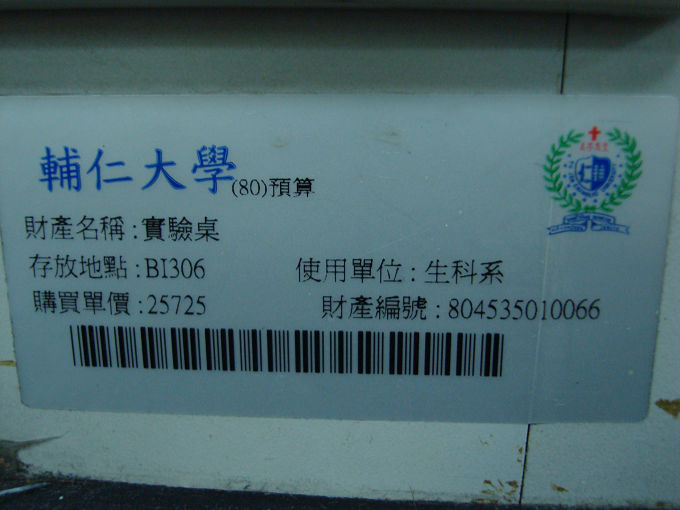 輔仁大學(80)預算
財產名稱:實驗桌
存放地點:BI306 使用單位:生科系
購買單價:25725 財產編號:804535010066